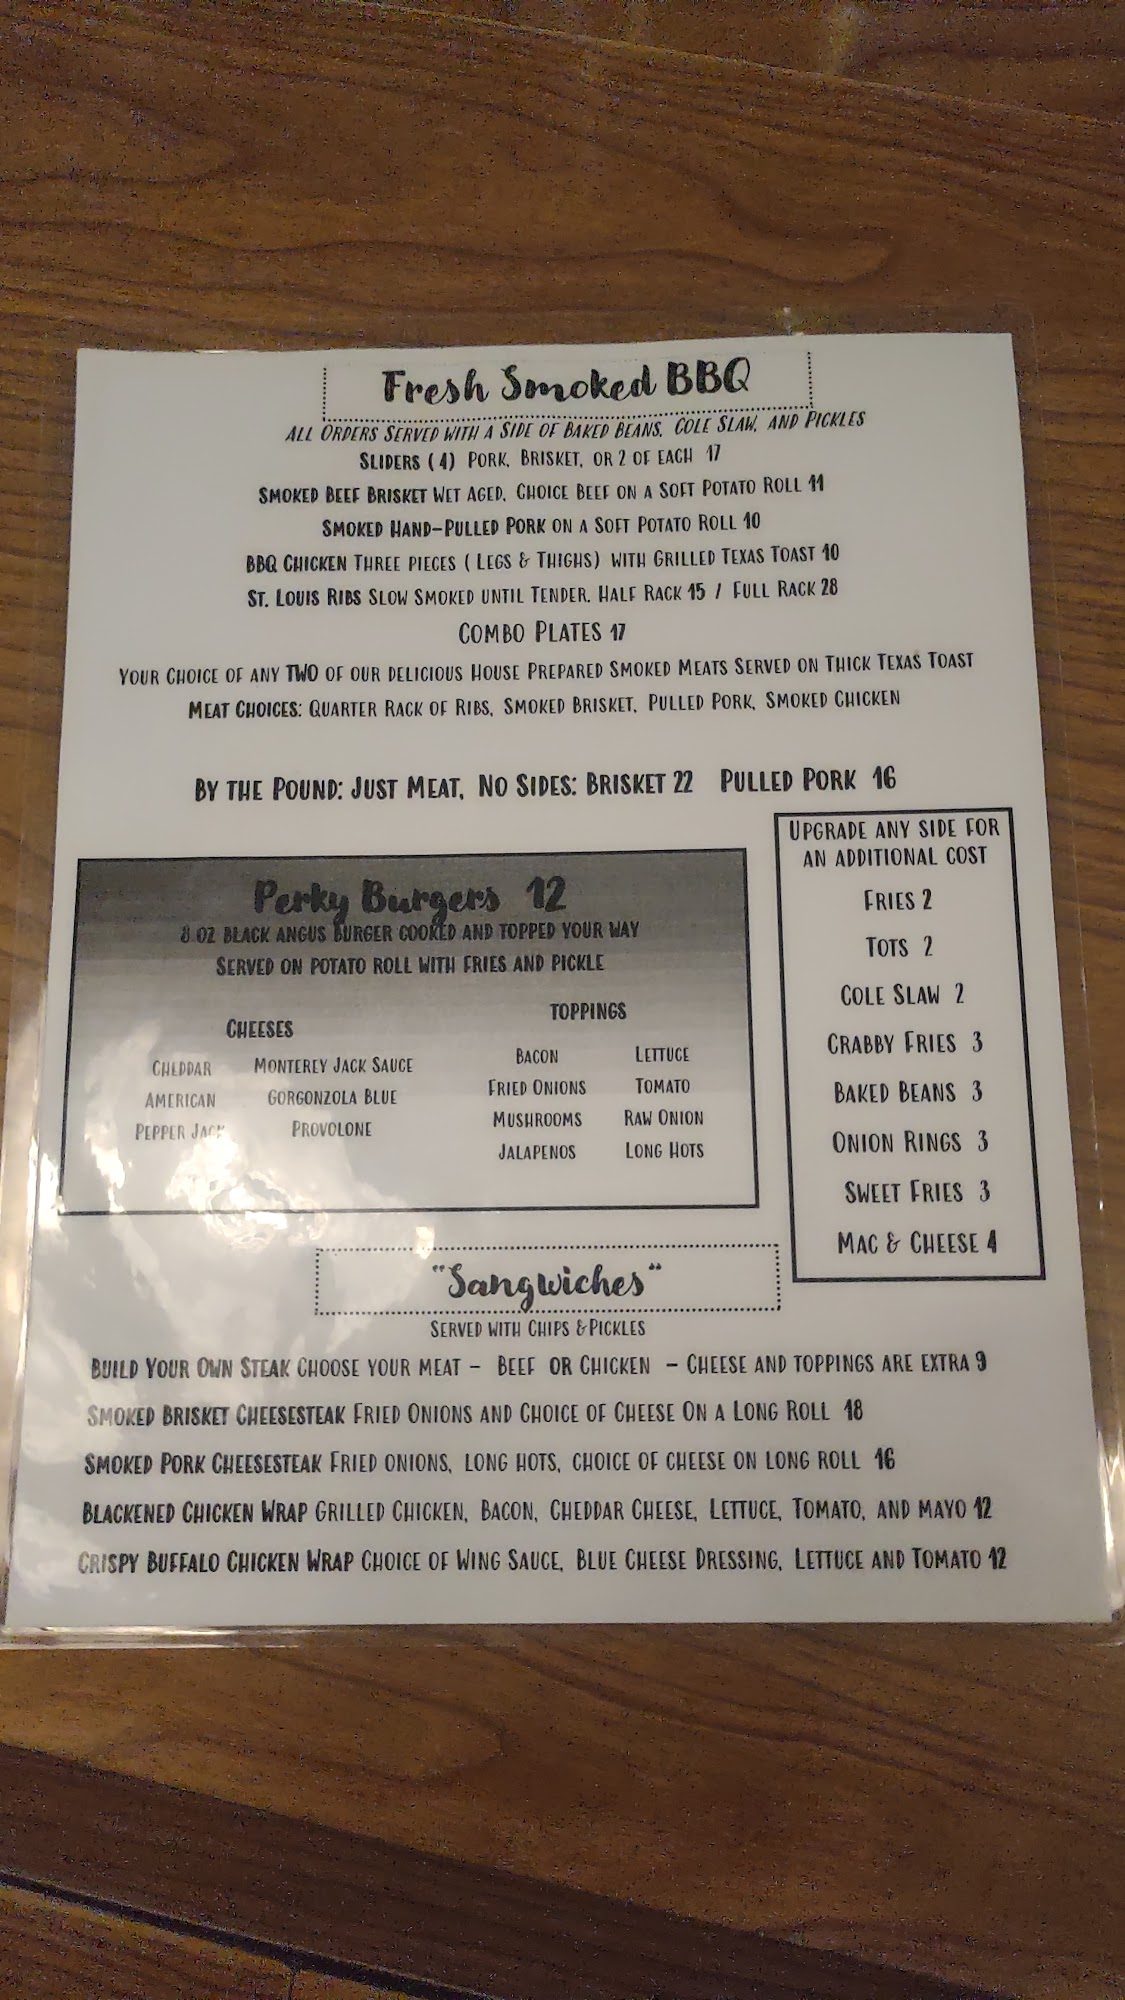 Fresh Smoked BBQ
ALL ORDERS SERVED WITH A SIDE OF BAKED BEANS, COLE SLAW, AND PICKLES
SLIDERS (4) PORK, BRISKET, OR 2 OF EACH 17
SMOKED BEEF BRISKET WET AGED, CHOICE BEEF ON A SOFT POTATO ROLL 11
SMOKED HAND-PULLED PORK ON A SOFT POTATO ROLL 10
BBQ CHICKEN THREE PIECES ( LEGS & THIGHS) WITH GRILLED TEXAS TOAST 10
ST. LOUIS RIBS SLOW SMOKED UNTIL TENDER. HALF RACK 15 / FULL RACK 28
COMBO PLATES 17
YOUR CHOICE OF ANY TWO OF OUR DELICIOUS HOUSE PREPARED SMOKED MEATS SERVED ON THICK TEXAS TOAST
MEAT CHOICES: QUARTER RACK OF RIBS, SMOKED BRISKET, PULLED PORK, SMOKED CHICKEN
BY THE POUND: JUST MEAT, NO SIDES: BRISKET 22 PULLED PORK 16
Perky Burgers 12
8 OZ BLACK ANGUS BURGER COOKED AND TOPPED YOUR WAY
SERVED ON POTATO ROLL WITH FRIES AND PICKLE
CHEESES
CHEDDAR MONTEREY JACK SAUCE
AMERICAN GORGONZOLA BLUE
PEPPER JACK PROVOLONE
TOPPINGS
BACON LETTUCE
FRIED ONIONS TOMATO
MUSHROOMS RAW ONION
JALAPENOS LONG HOTS
UPGRADE ANY SIDE FOR
AN ADDITIONAL COST
FRIES 2
TOTS 2
COLE SLAW 2
CRABBY FRIES 3
BAKED BEANS 3
ONION RINGS 3
SWEET FRIES 3
MAC & CHEESE 4
"Sangwiches"
SERVED WITH CHIPS & PICKLES
BUILD YOUR OWN STEAK CHOOSE YOUR MEAT - BEEF OR CHICKEN - CHEESE AND TOPPINGS ARE EXTRA 9
SMOKED BRISKET CHEESESTEAK FRIED ONIONS AND CHOICE OF CHEESE ON A LONG ROLL 18
SMOKED PORK CHEESESTEAK FRIED ONIONS, LONG HOTS, CHOICE OF CHEESE ON LONG ROLL 16
BLACKENED CHICKEN WRAP GRILLED CHICKEN, BACON, CHEDDAR CHEESE, LETTUCE, TOMATO, AND MAYO 12
CRISPY BUFFALO CHICKEN WRAP CHOICE OF WING SAUCE, BLUE CHEESE DRESSING, LETTUCE AND TOMATO 12